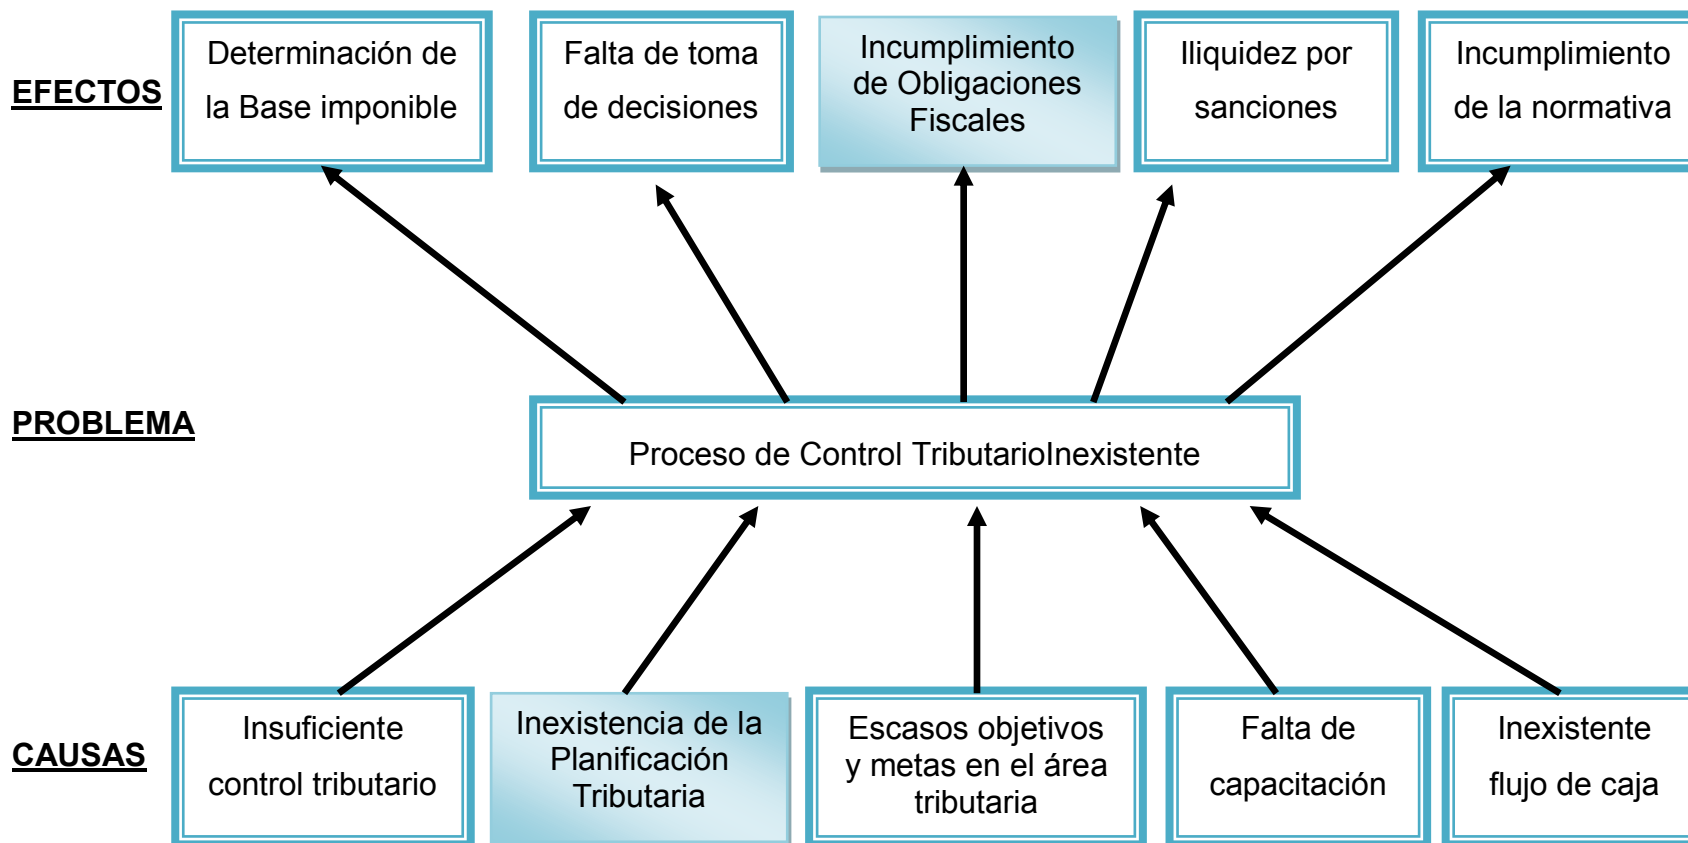 EFECTOS
Determinación de
la Base imponible
Falta de toma
de decisiones
Incumplimiento
de Obligaciones
Fiscales
Iliquidez por
sanciones
Incumplimiento
de la normativa
PROBLEMA
Proceso de Control TributarioInexistente
CAUSAS
Insuficiente
control tributario
Inexistencia de la
Planificación
Tributaria
Escasos objetivos
y metas en el área
tributaria
Falta de
capacitación
Inexistente
flujo de caja